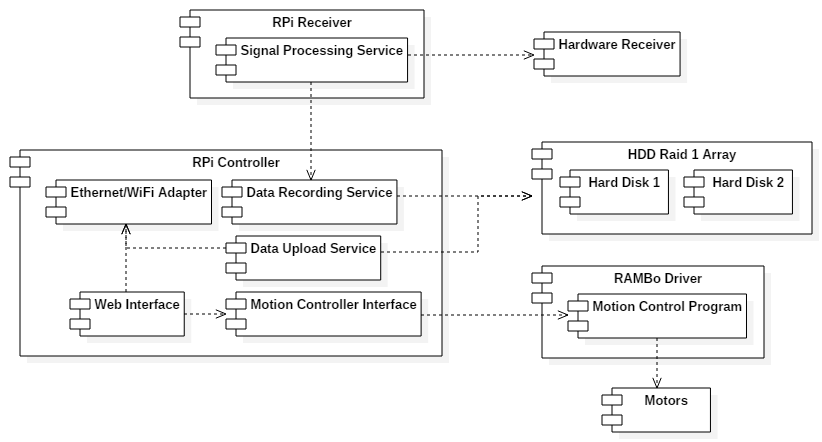 RPi Receiver
Signal Processing Service
Hardware Receiver
RPi Controller
HDD Raid 1 Array
Ethernet/WiFi Adapter
Data Recording Service
Hard Disk 1
Hard Disk 2
Data Upload Service
RAMBo Driver
Web Interface
Motion Controller Interface
Motion Control Program
Motors